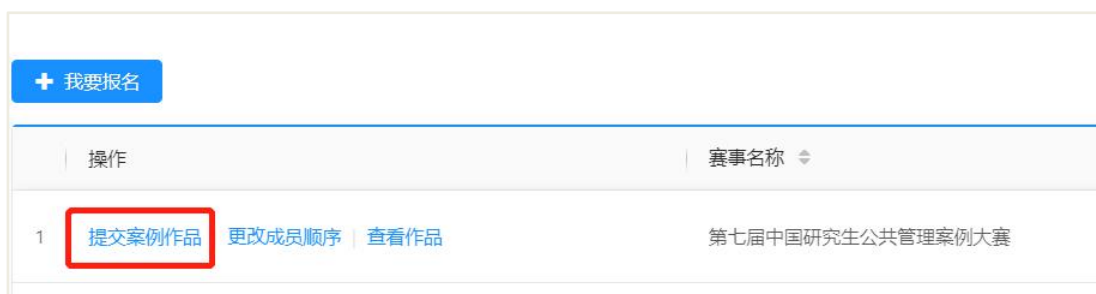 + 我要报名
操作 赛事名称
1 提交案例作品 更改成员顺序 | 查看作品 第七届中国研究生公共管理案例大赛